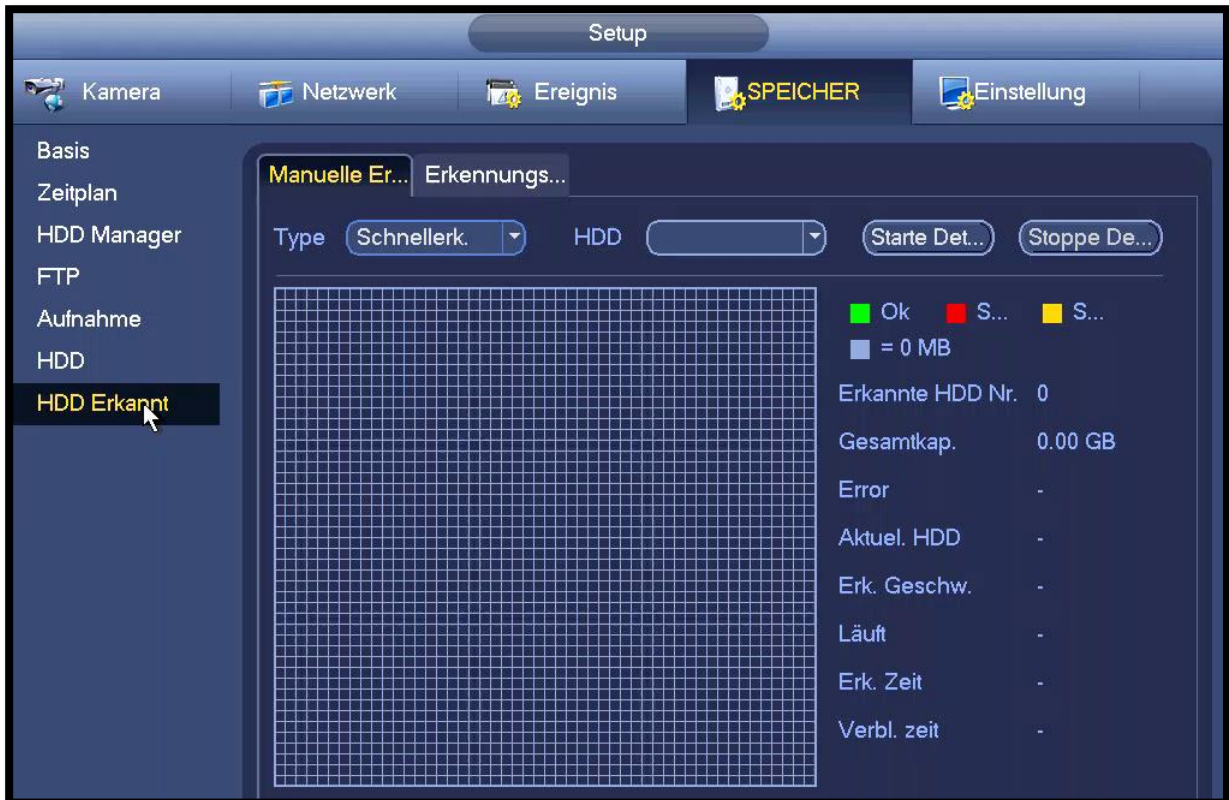 Setup
Kamera
Netzwerk
Ereignis
SPEICHER
Einstellung
Basis
Zeitplan
HDD Manager
FTP
Aufnahme
HDD
HDD Erkannt
Manuelle Er...
Erkennungs...
Type
Schnellerk.
HDD
Starte Det...
Stoppe De...
Ok
S...
S...
= 0 MB
Erkannte HDD Nr. 0
Gesamtkap. 0.00 GB
Error -
Aktuel. HDD -
Erk. Geschw. -
Läuft -
Erk. Zeit -
Verbl. zeit -